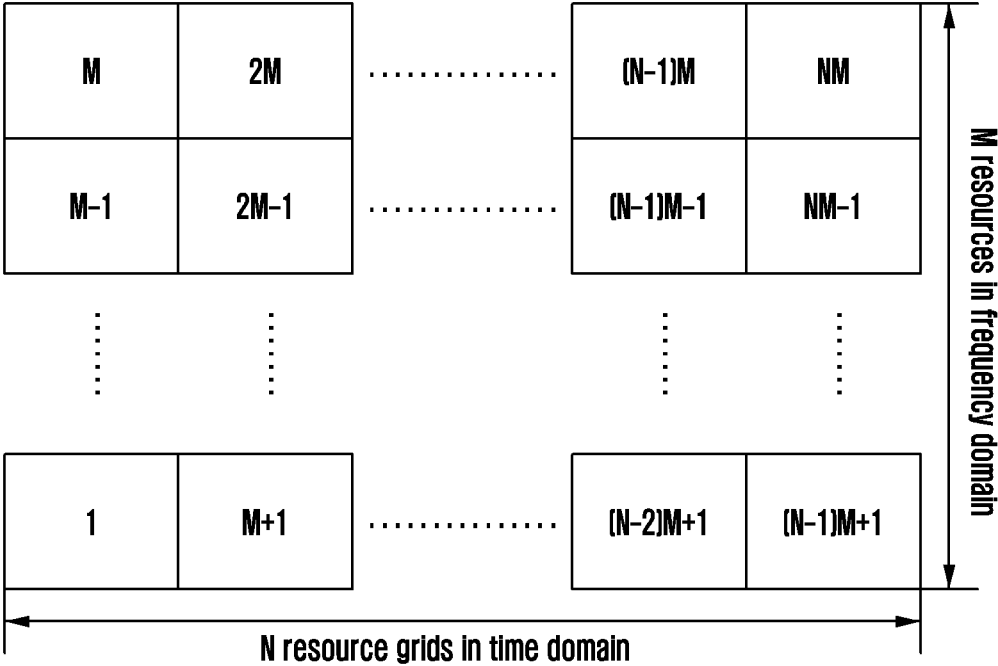 M 2M (N-1)M NM
M-1 2M-1 (N-1)M-1 NM-1
1 M+1 (N-2)M+1 (N-1)M+1
M resources in frequency domain
N resource grids in time domain